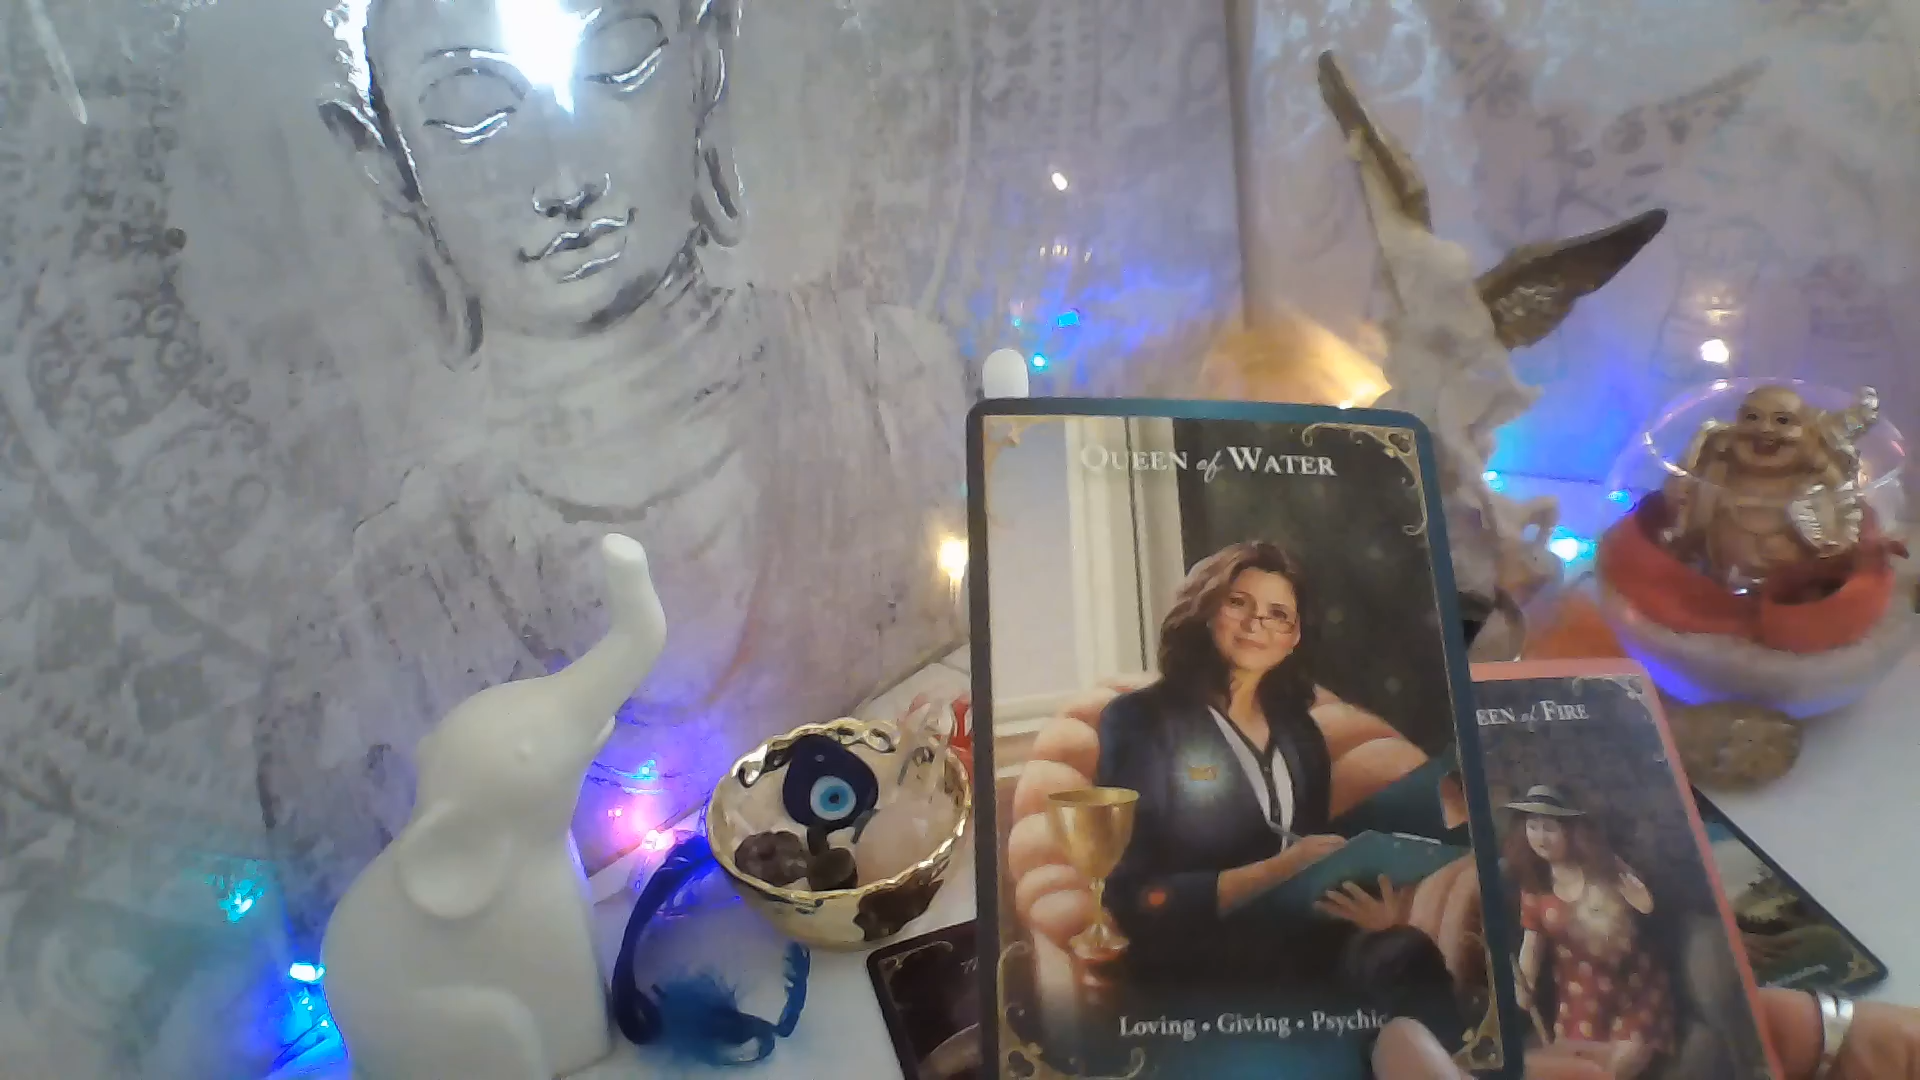 QUEEN of WATER
Loving • Giving • Psychic
EEN of FIRE